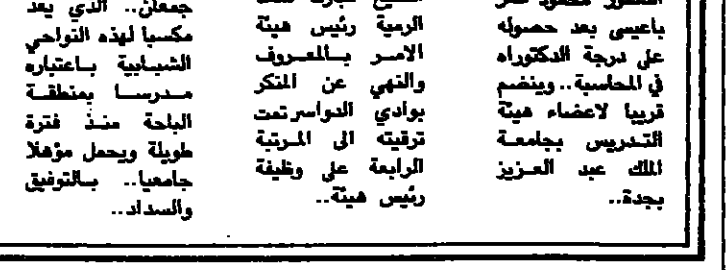 الدكتور محمود
باعيسى بعد حصوله
على درجة الدكتوراه
في المحاسبة.. وينضم
قريبا لاعضاء هيئة
التدريس بجامعة
الملك عبد العزيز
بجدة..
الرمية رئيس هيئة
الامر بالمعروف
والنهي عن المنكر
بوادي الدواسر تمت
ترقيته الى المرتبة
الرابعة على وظيفة
رئيس هيئة..
جمعان.. الذي يعد
مكسبا لهذه النواحي
الشبابية باعتباره
مدرسا بمنطقة
الباحة منذ فترة
طويلة ويحمل مؤهلا
جامعيا.. بالتوفيق
والسداد..